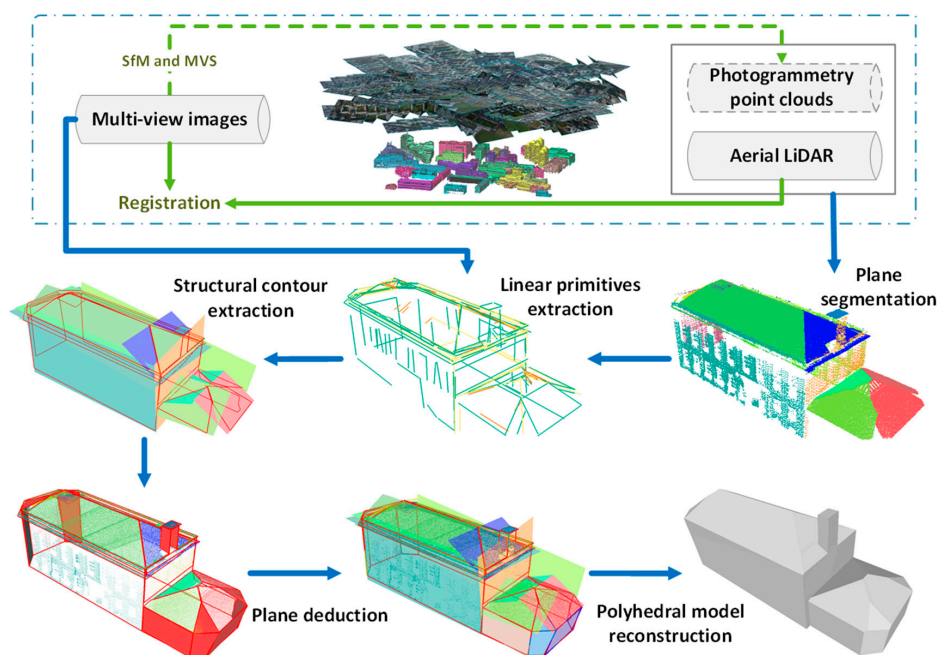 SfM and MVS
Multi-view images
Registration
Photogrammetry
point clouds
Aerial LiDAR
Structural contour
extraction
Linear primitives
extraction
Plane
segmentation
Plane deduction
Polyhedral model
reconstruction